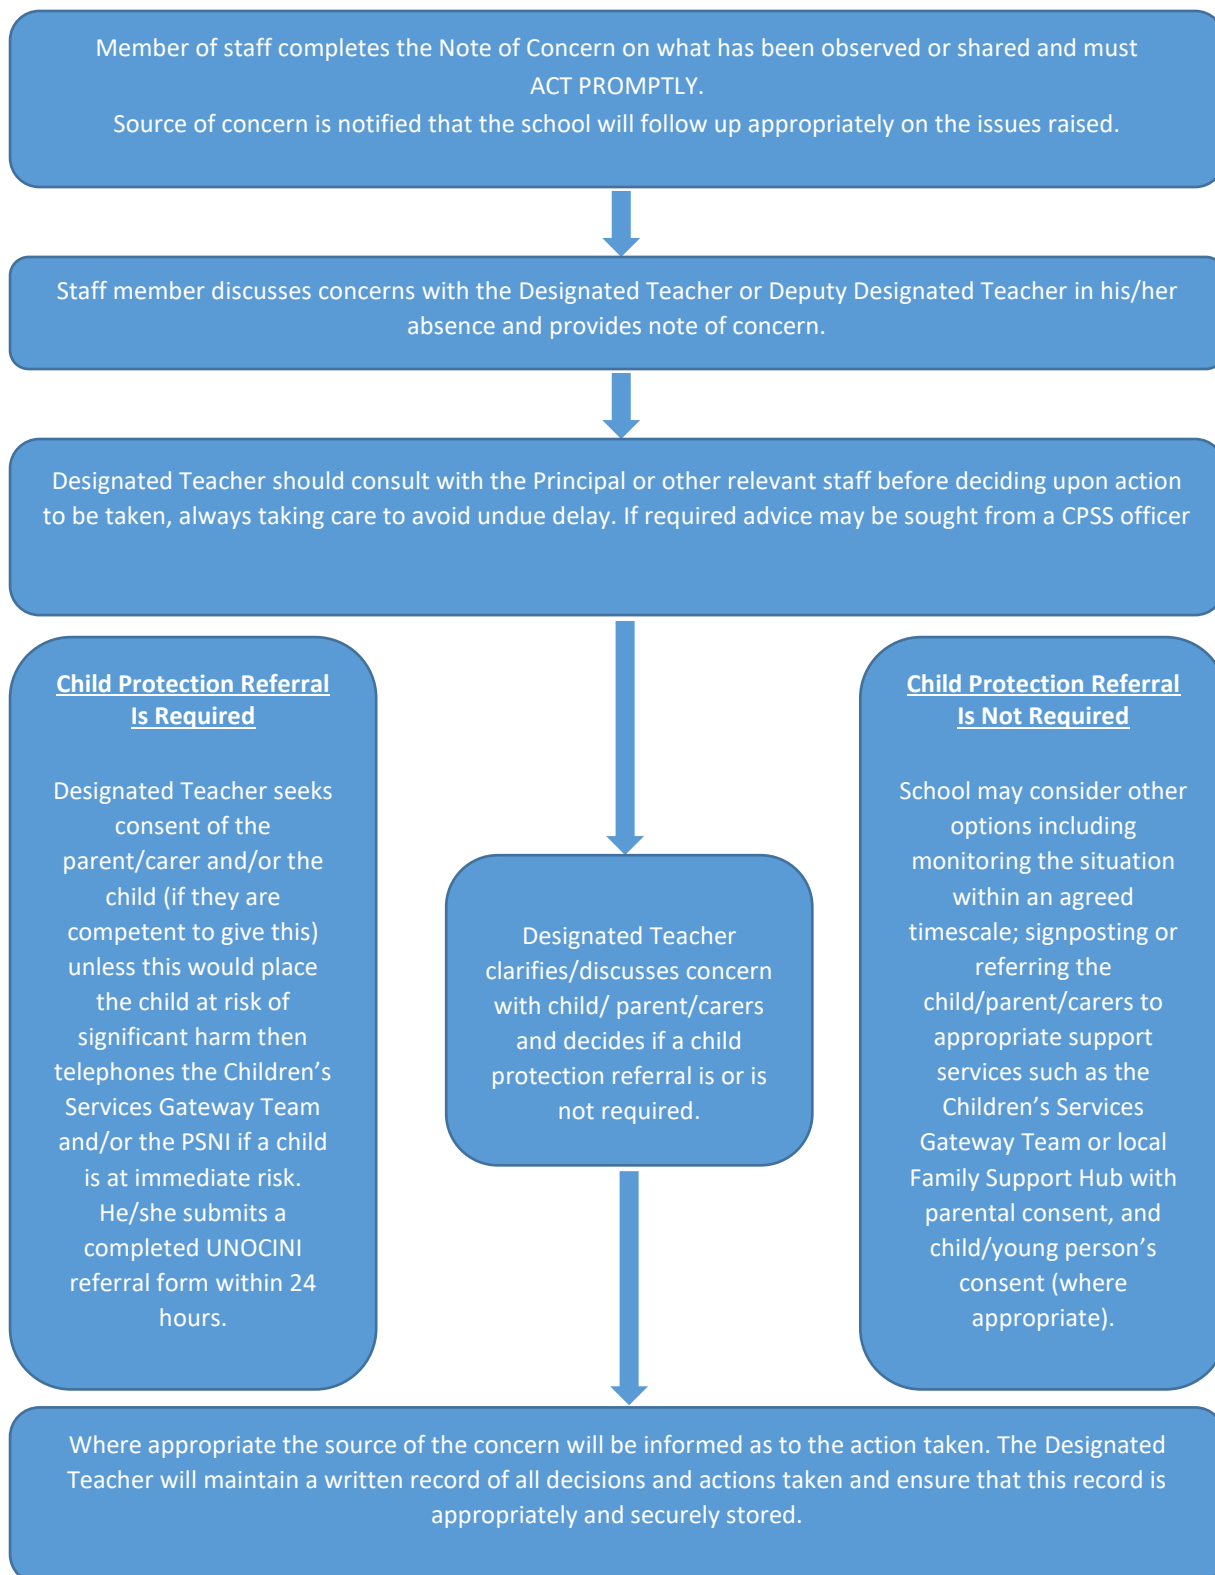 Member of staff completes the Note of Concern on what has been observed or shared and must
ACT PROMPTLY.
Source of concern is notified that the school will follow up appropriately on the issues raised.
Staff member discusses concerns with the Designated Teacher or Deputy Designated Teacher in his/her
absence and provides note of concern.
Designated Teacher should consult with the Principal or other relevant staff before deciding upon action
to be taken, always taking care to avoid undue delay. If required advice may be sought from a CPSS officer
Child Protection Referral
Is Required
Designated Teacher seeks
consent of the
parent/carer and/or the
child (if they are
competent to give this)
unless this would place
the child at risk of
significant harm then
telephones the Children's
Services Gateway Team
and/or the PSNI if a child
is at immediate risk.
He/she submits a
completed UNOCINI
referral form within 24
hours.
Designated Teacher
clarifies/discusses concern
with child/ parent/carers
and decides if a child
protection referral is or is
not required.
Child Protection Referral
Is Not Required
School may consider other
options including
monitoring the situation
within an agreed
timescale; signposting or
referring the
child/parent/carers to
appropriate support
services such as the
Children's Services
Gateway Team or local
Family Support Hub with
parental consent, and
child/young person's
consent (where
appropriate).
Where appropriate the source of the concern will be informed as to the action taken. The Designated
Teacher will maintain a written record of all decisions and actions taken and ensure that this record is
appropriately and securely stored.